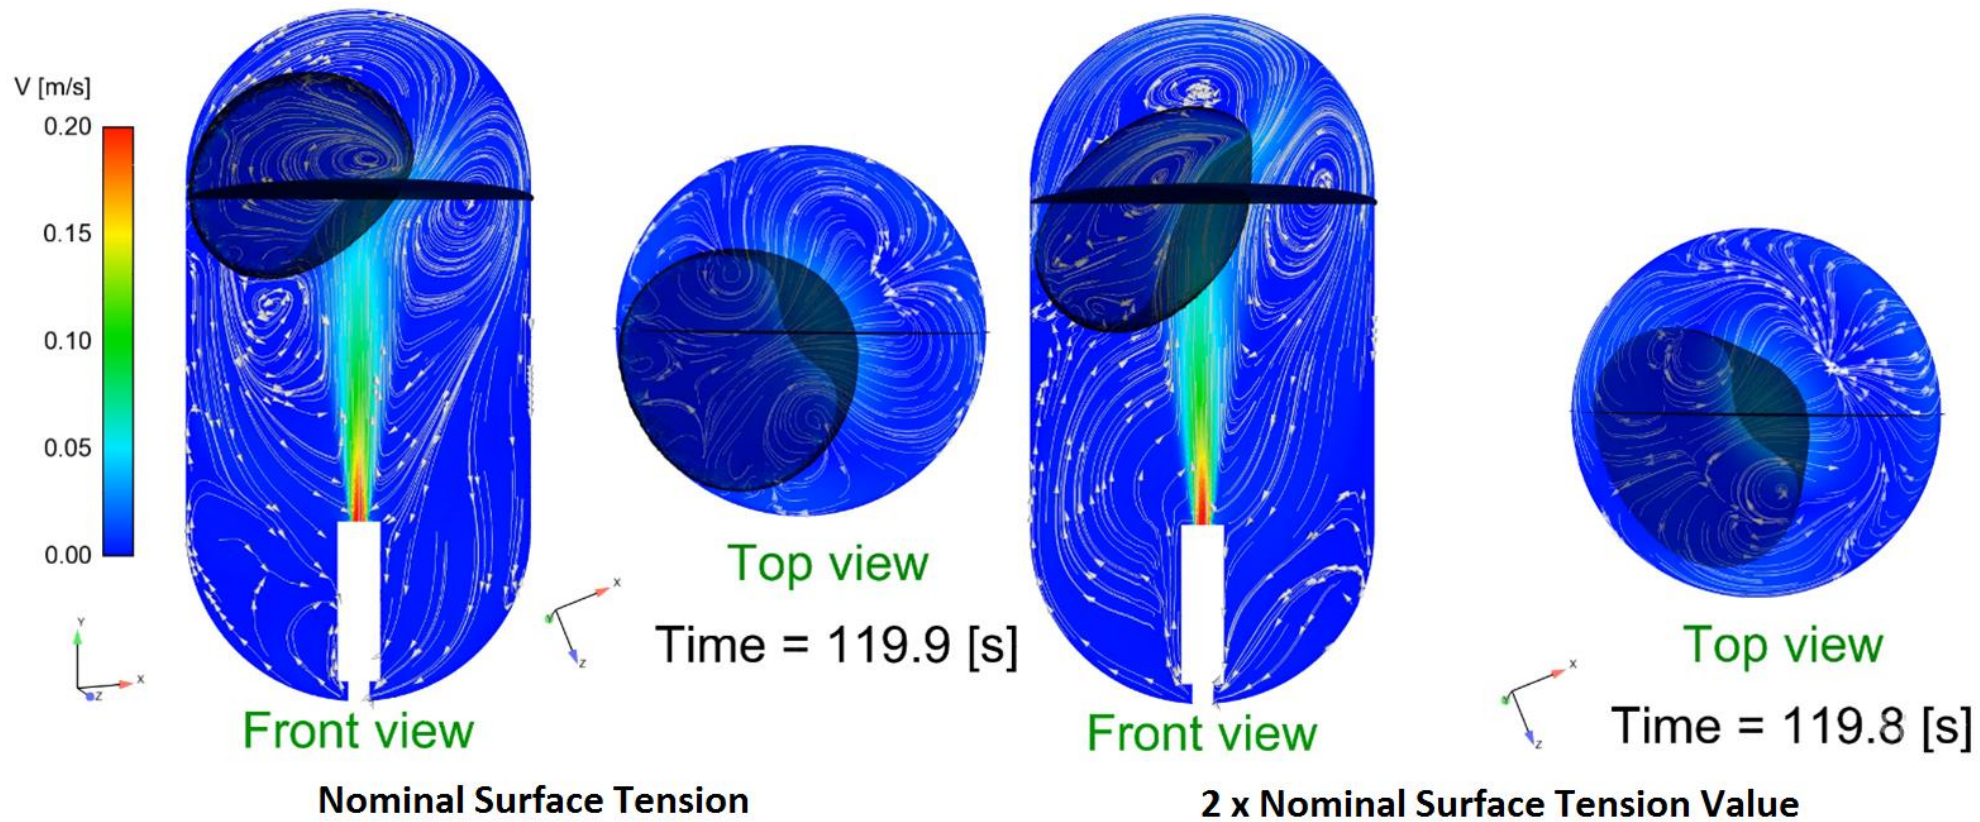 V [m/s]
0.20
0.15
0.10
0.05
0.00
Y
X
Z
Front view
X
Y
Z
Top view
Time = 119.9 [s]
Nominal Surface Tension
Front view
X
Z
Top view
Time = 119.8 [s]
2 x Nominal Surface Tension Value